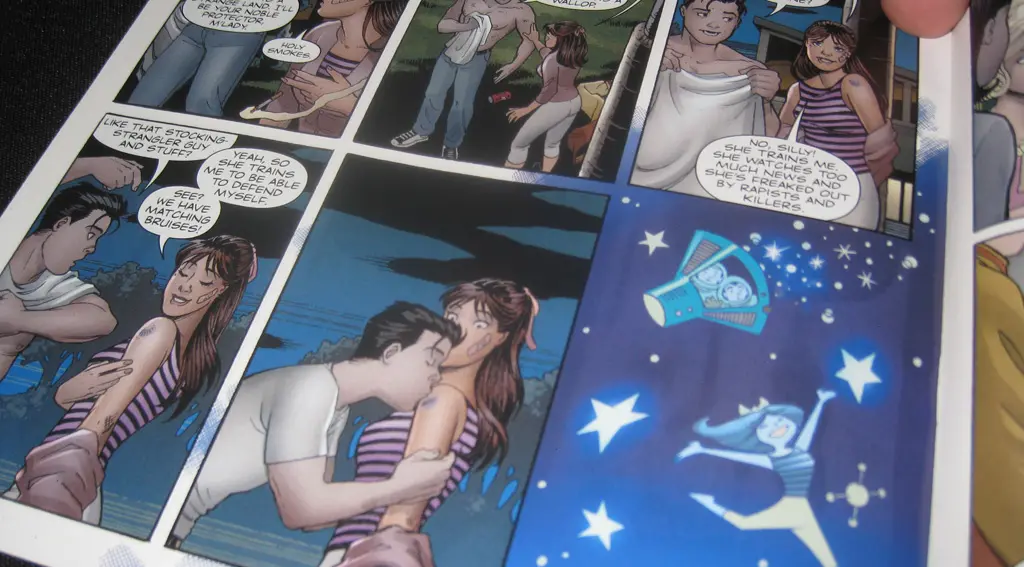 STRANGE LAND. I'LL
BE YOUR NOBLE
PROTECTOR
M'LADY.
HOLY
SMOKES
WALLOP.
NO, SILLY! ME
SHE TRAINS
SHE WATCHES TOO
MUCH NEWS AND
SHE'S FREAKED OUT
BY RAPISTS AND
KILLERS.
LIKE THAT STOCKING
STRANGLER GUY
AND STUFF?
YEAH, SO
SHE TRAINS
ME TO BE ABLE
TO DEFEND
MYSELF.
SEE?
WE HAVE
MATCHING
BRUISES!